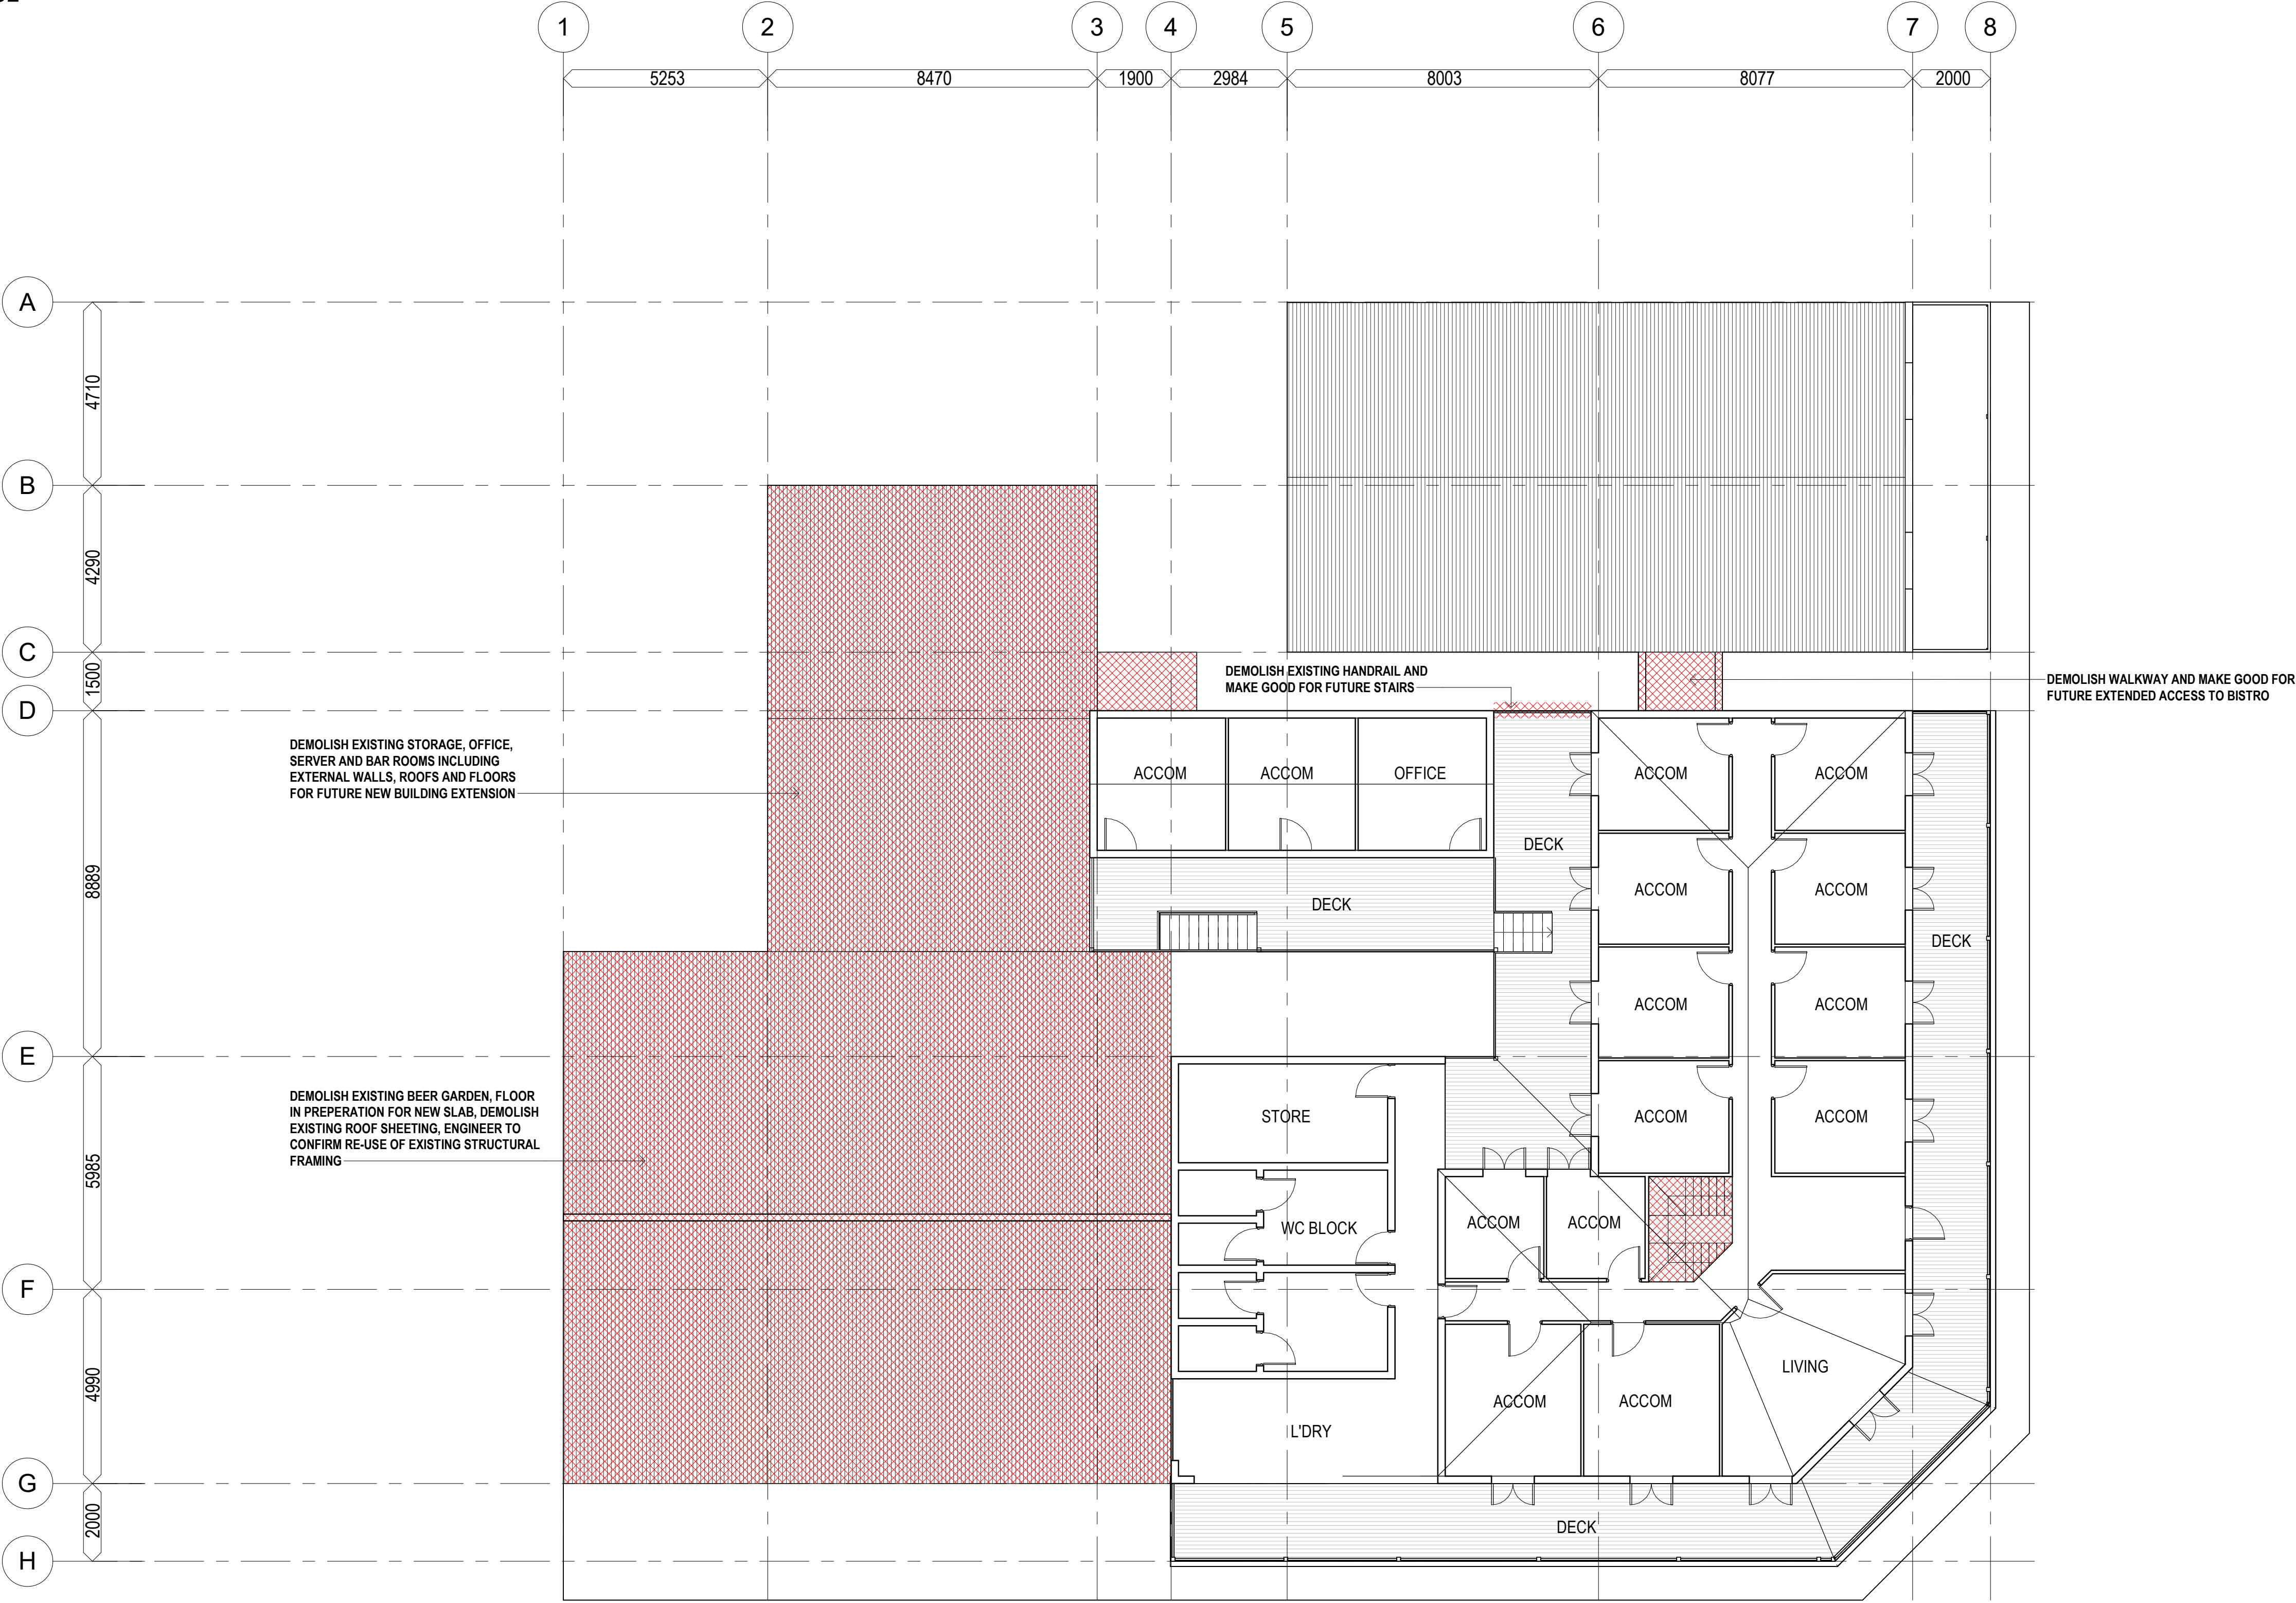 1 2 3 4 5 6 7 8
5253 8470 1900 2984 8003 8077 2000
A
4710
B
4290
C
1500
D
8889
E
5985
F
4990
G
2000
H
DEMOLISH EXISTING HANDRAIL AND
MAKE GOOD FOR FUTURE STAIRS
DEMOLISH WALKWAY AND MAKE GOOD FOR
FUTURE EXTENDED ACCESS TO BISTRO
DEMOLISH EXISTING STORAGE, OFFICE,
SERVER AND BAR ROOMS INCLUDING
EXTERNAL WALLS, ROOFS AND FLOORS
FOR FUTURE NEW BUILDING EXTENSION
ACCOM ACCOM OFFICE ACCOM ACCOM
DECK
ACCOM ACCOM
DECK
DECK
ACCOM ACCOM
DEMOLISH EXISTING BEER GARDEN, FLOOR
IN PREPERATION FOR NEW SLAB, DEMOLISH
EXISTING ROOF SHEETING, ENGINEER TO
CONFIRM RE-USE OF EXISTING STRUCTURAL
FRAMING
STORE ACCOM ACCOM
WC BLOCK ACCOM ACCOM
LIVING
ACCOM ACCOM
L'DRY
DECK